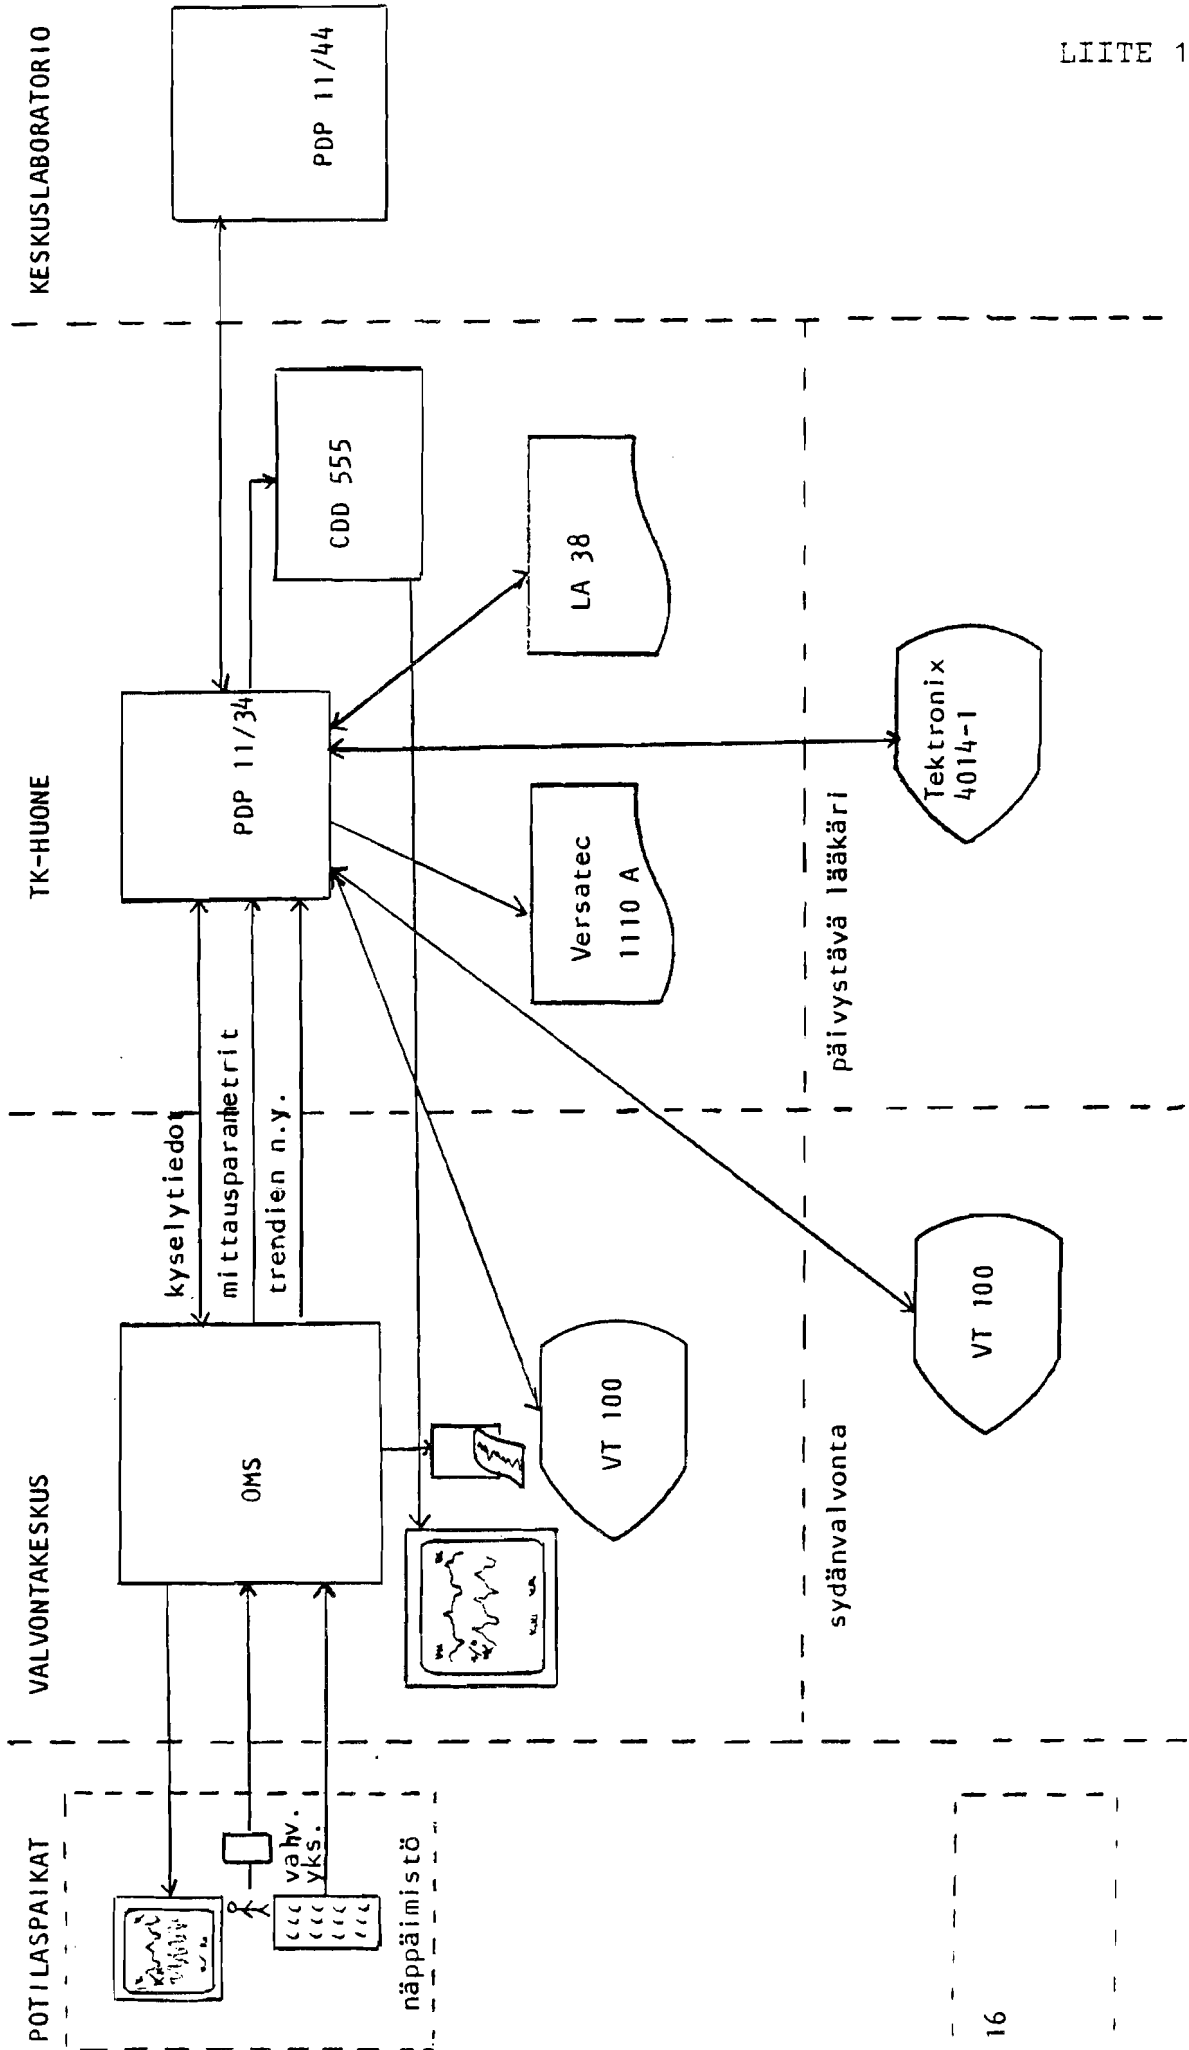 LIITE 1
POTILASPAIKAT
VALVONTAKESKUS
TK-HUONE
KESKUSLABORATORIO
vahv.
yks.
näppäimistö
16
OMS
kyselytiedot
mittausparametrit
trendien n.y.
VT 100
sydänvalvonta
VT 100
PDP 11/34
CDD 555
Versatec
1110 A
LA 38
päivystävä lääkäri
Tektronix
4014-1
PDP 11/44